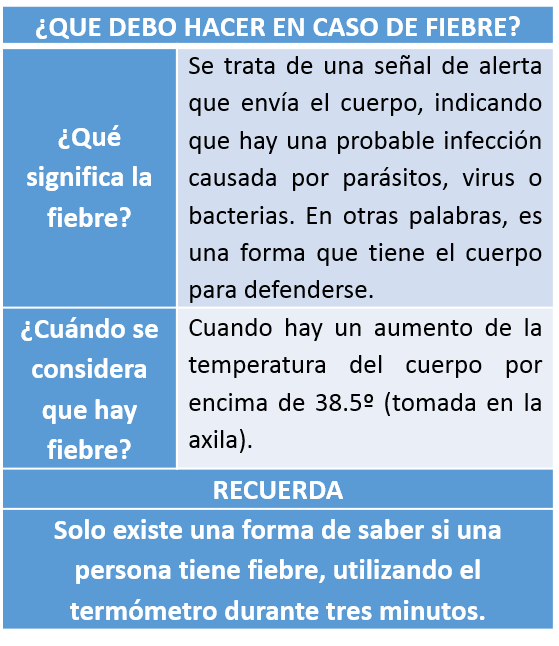 ¿QUE DEBO HACER EN CASO DE FIEBRE?
¿Qué
significa la
fiebre?
Se trata de una señal de alerta
que envía el cuerpo, indicando
que hay una probable infección
causada por parásitos, virus o
bacterias. En otras palabras, es
una forma que tiene el cuerpo
para defenderse.
¿Cuándo se
considera
que hay
fiebre?
Cuando hay un aumento de la
temperatura del cuerpo por
encima de 38.5º (tomada en la
axila).
RECUERDA
Solo existe una forma de saber si una
persona tiene fiebre, utilizando el
termómetro durante tres minutos.